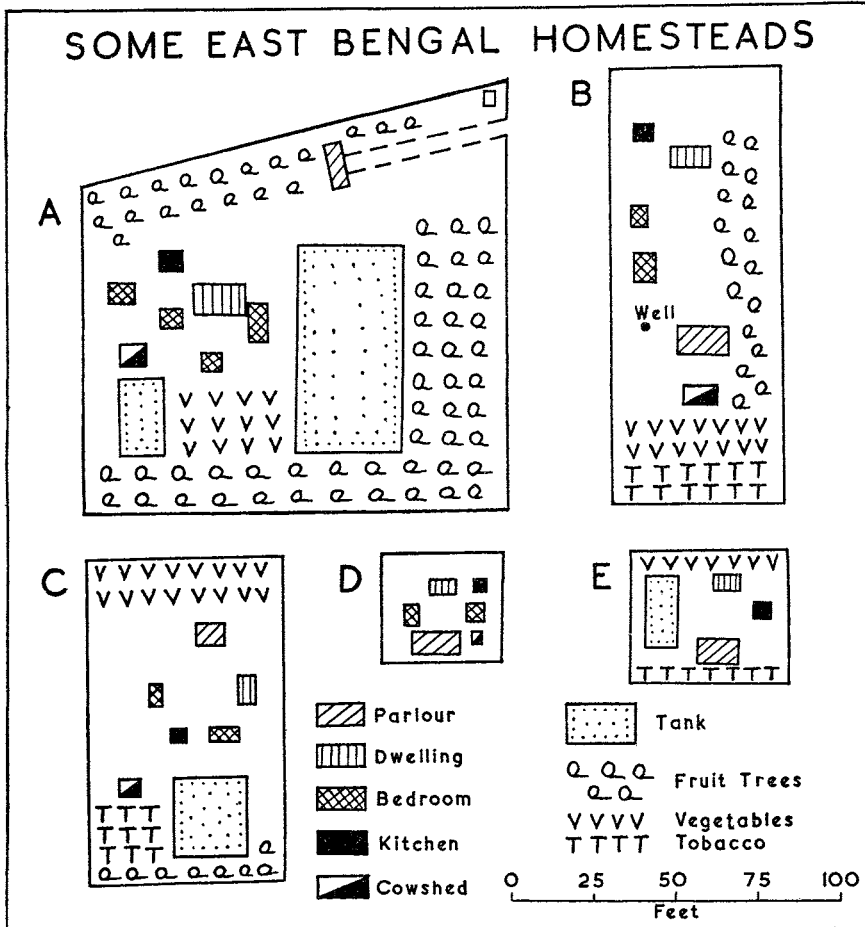 SOME EAST BENGAL HOMESTEADS
A
B
Well
C
D
E
Parlour
Dwelling
Bedroom
Kitchen
Cowshed
Tank
Fruit Trees
Vegetables
Tobacco
0 25 50 75 100
Feet